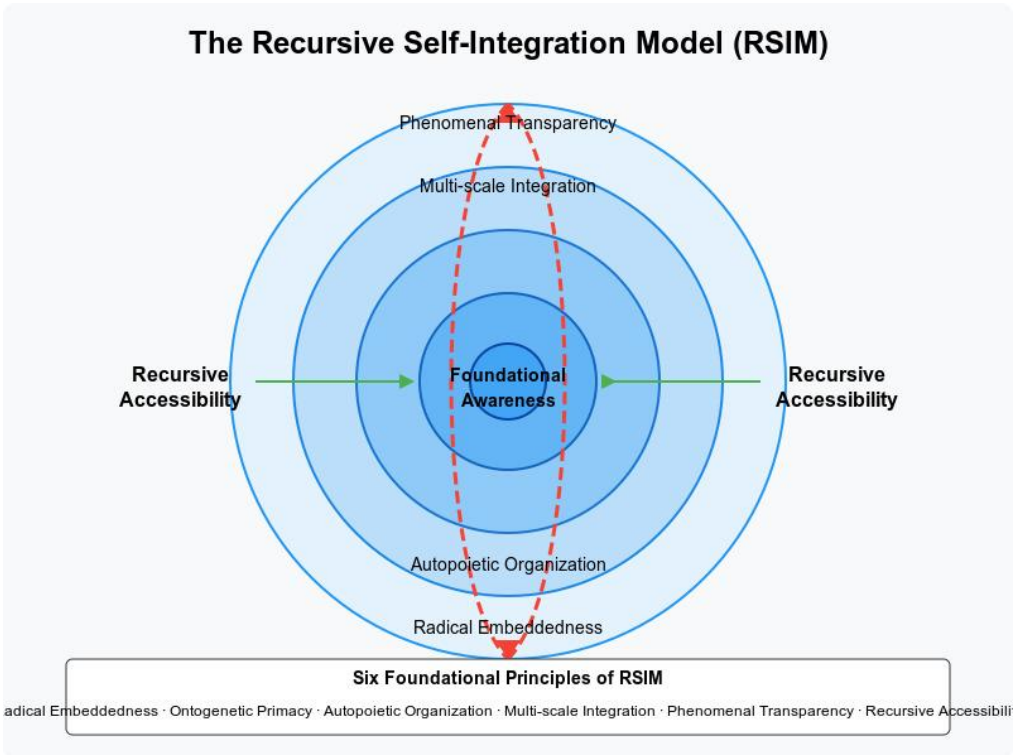 The Recursive Self-Integration Model (RSIM)
Phenomenal Transparency
Multi-scale Integration
Recursive
Accessibility
Foundational
Awareness
Recursive
Accessibility
Autopoietic Organization
Radical Embeddedness
Six Foundational Principles of RSIM
adical Embeddedness · Ontogenetic Primacy · Autopoietic Organization · Multi-scale Integration · Phenomenal Transparency · Recursive Accessibili